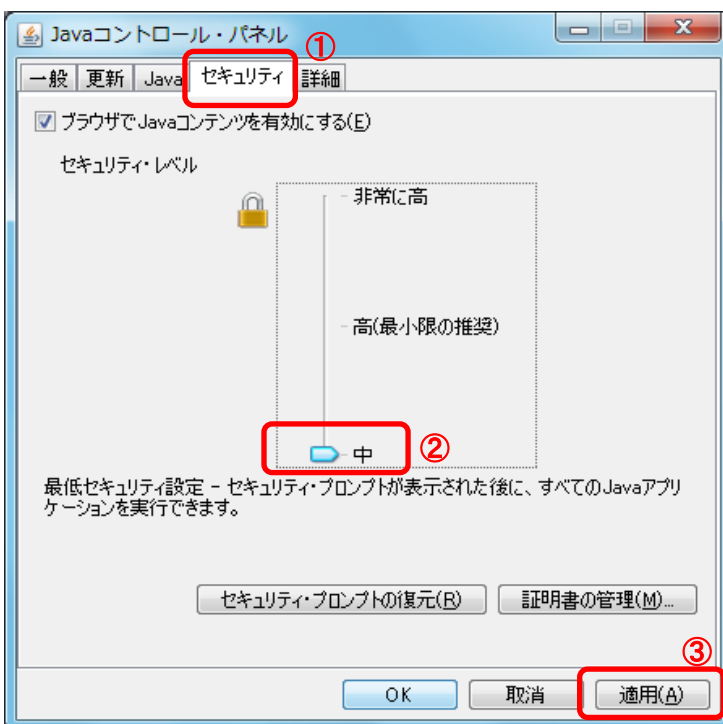 Javaコントロール・パネル
①
一般 更新 Java セキュリティ 詳細
ブラウザでJavaコンテンツを有効にする(E)
セキュリティ・レベル
非常に高
高(最小限の推奨)
中
②
最低セキュリティ設定 - セキュリティ・プロンプトが表示された後に、すべてのJavaアプリ
ケーションを実行できます。
セキュリティ・プロンプトの復元(R) 証明書の管理(M)...
③
OK 取消 適用(A)